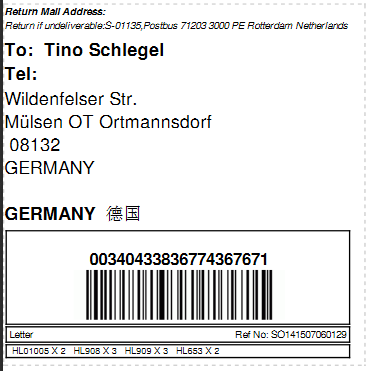 Return Mail Address:
Return if undeliverable:S-01135,Postbus 71203 3000 PE Rotterdam Netherlands
To: Tino Schlegel
Tel:
Wildenfelser Str.
Mülsen OT Ortmannsdorf
08132
GERMANY
GERMANY 德国
00340433836774367671
Letter Ref No: SO141507060129
HL01005 X 2 HL908 X 3 HL909 X 3 HL653 X 2